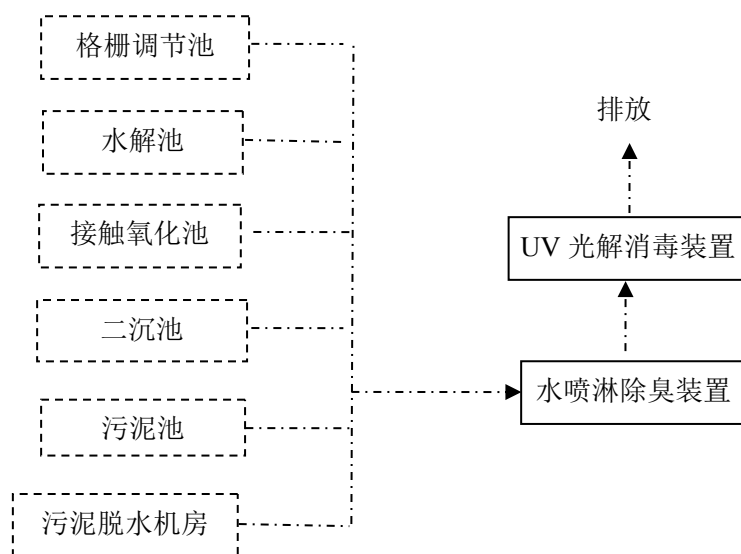 格栅调节池
水解池
接触氧化池
二沉池
污泥池
污泥脱水机房
排放
UV 光解消毒装置
水喷淋除臭装置